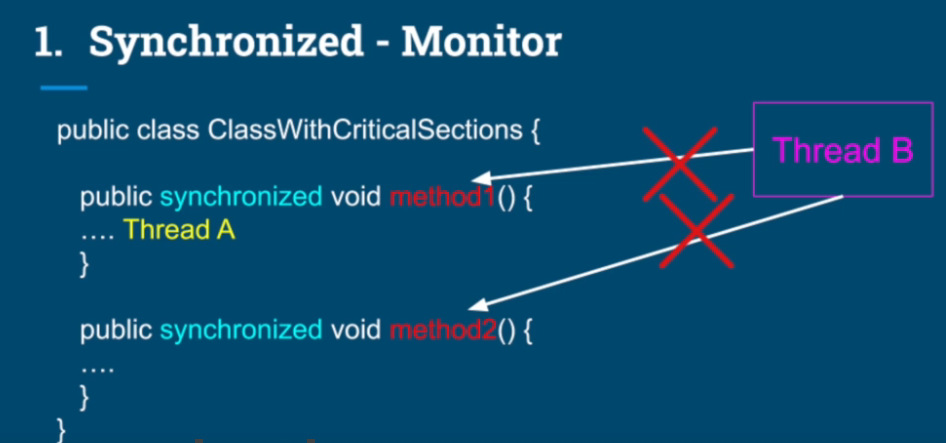 1. Synchronized - Monitor
public class ClassWithCriticalSections {
Thread B
public synchronized void method1() {
.... Thread A
}
public synchronized void method2() {
....
}
}